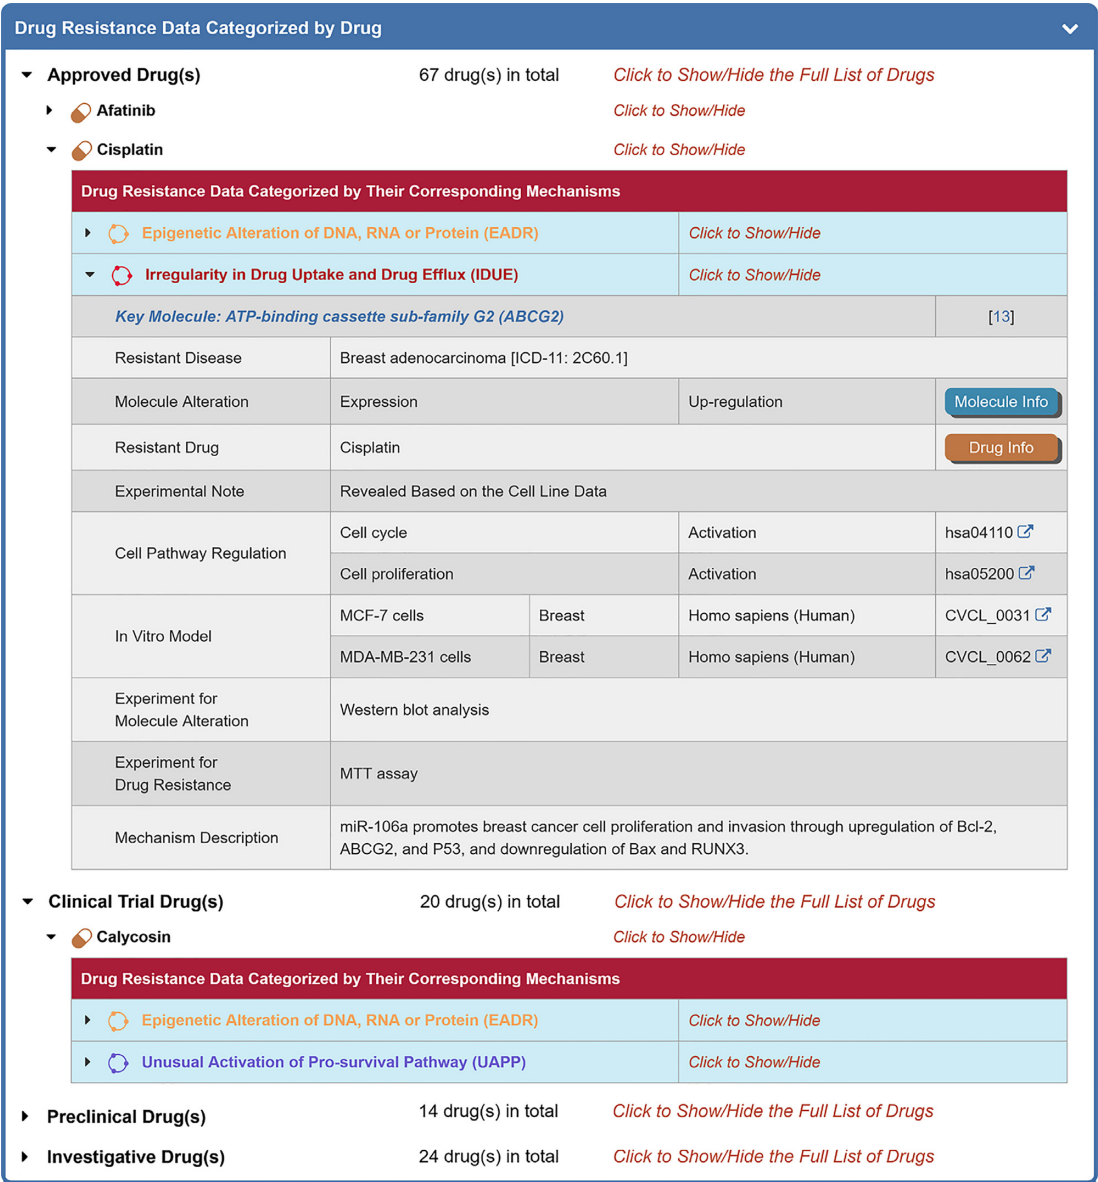 Drug Resistance Data Categorized by Drug
Approved Drug(s) 67 drug(s) in total Click to Show/Hide the Full List of Drugs
Afatinib Click to Show/Hide
Cisplatin Click to Show/Hide
Drug Resistance Data Categorized by Their Corresponding Mechanisms
Epigenetic Alteration of DNA, RNA or Protein (EADR) Click to Show/Hide
Irregularity in Drug Uptake and Drug Efflux (IDUE) Click to Show/Hide
Key Molecule: ATP-binding cassette sub-family G2 (ABCG2) [13]
Resistant Disease Breast adenocarcinoma [ICD-11: 2C60.1]
Molecule Alteration Expression Up-regulation Molecule Info
Resistant Drug Cisplatin Drug Info
Experimental Note Revealed Based on the Cell Line Data
Cell Pathway Regulation
Cell cycle Activation hsa04110
Cell proliferation Activation hsa05200
In Vitro Model
MCF-7 cells Breast Homo sapiens (Human) CVCL_0031
MDA-MB-231 cells Breast Homo sapiens (Human) CVCL_0062
Experiment for
Molecule Alteration
Western blot analysis
Experiment for
Drug Resistance
MTT assay
Mechanism Description
miR-106a promotes breast cancer cell proliferation and invasion through upregulation of Bcl-2,
ABCG2, and P53, and downregulation of Bax and RUNX3.
Clinical Trial Drug(s) 20 drug(s) in total Click to Show/Hide the Full List of Drugs
Calycosin Click to Show/Hide
Drug Resistance Data Categorized by Their Corresponding Mechanisms
Epigenetic Alteration of DNA, RNA or Protein (EADR) Click to Show/Hide
Unusual Activation of Pro-survival Pathway (UAPP) Click to Show/Hide
Preclinical Drug(s) 14 drug(s) in total Click to Show/Hide the Full List of Drugs
Investigative Drug(s) 24 drug(s) in total Click to Show/Hide the Full List of Drugs